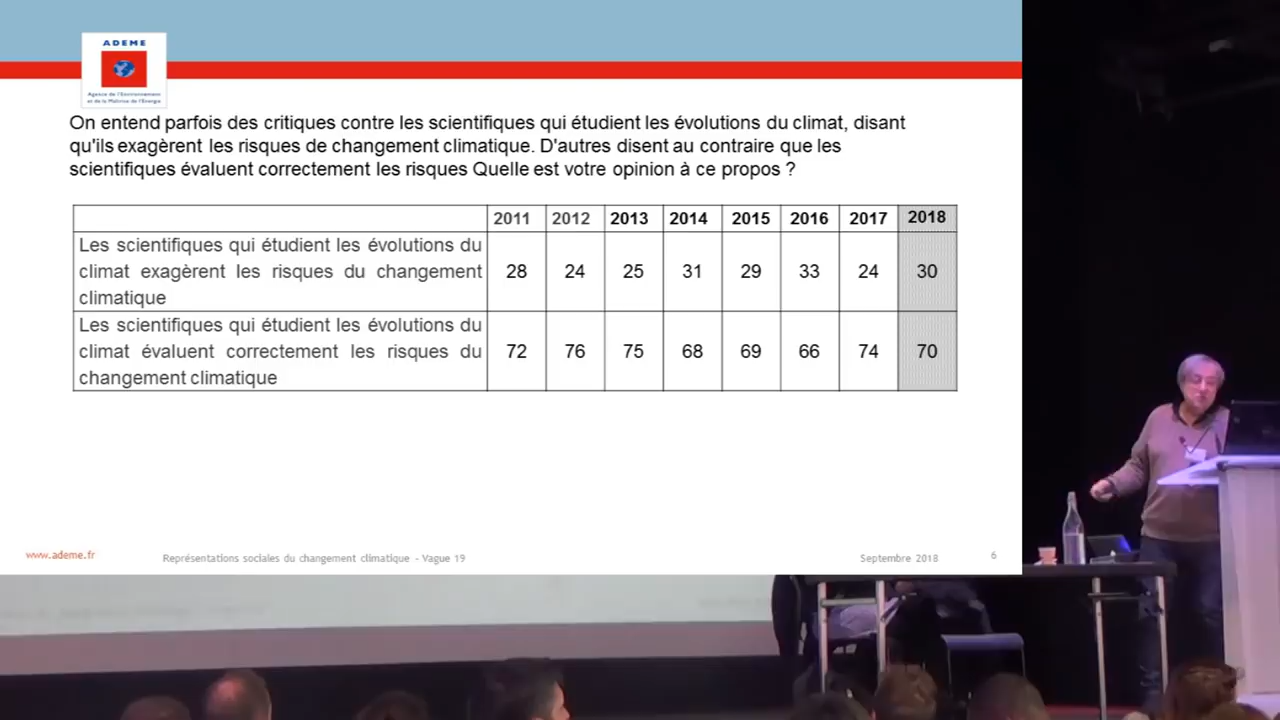 ADEME
Agence de l'Environnement
et de la Maîtrise de l'Energie
On entend parfois des critiques contre les scientifiques qui étudient les évolutions du climat, disant
qu'ils exagèrent les risques de changement climatique. D'autres disent au contraire que les
scientifiques évaluent correctement les risques Quelle est votre opinion à ce propos ?
2011 2012 2013 2014 2015 2016 2017 2018
Les scientifiques qui étudient les évolutions du
climat exagèrent les risques du changement
climatique
28 24 25 31 29 33 24 30
Les scientifiques qui étudient les évolutions du
climat évaluent correctement les risques du
changement climatique
72 76 75 68 69 66 74 70
www.ademe.fr
Représentations sociales du changement climatique - Vague 19
Septembre 2018
6